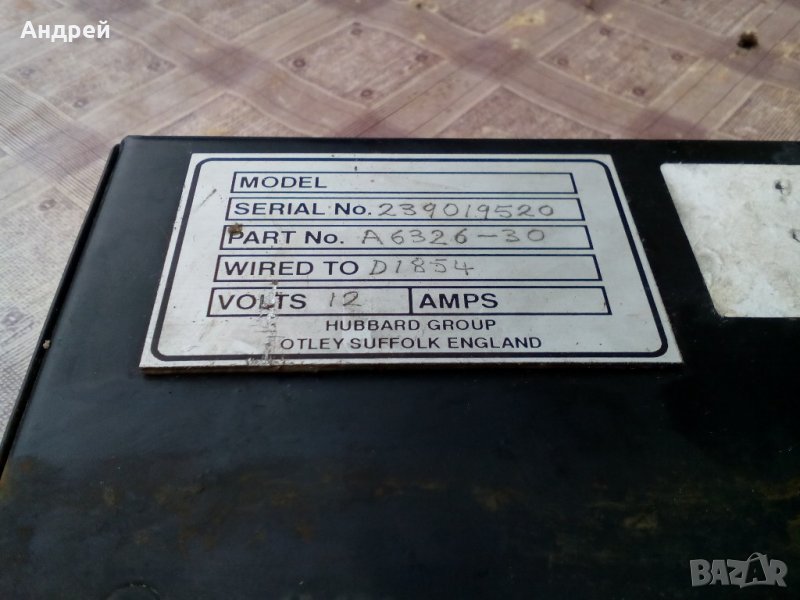 Андрей
MODEL
SERIAL No. 239019520
PART No. A6326-30
WIRED TO D1854
VOLTS 12 AMPS
HUBBARD GROUP
OTLEY SUFFOLK ENGLAND
BAZAR